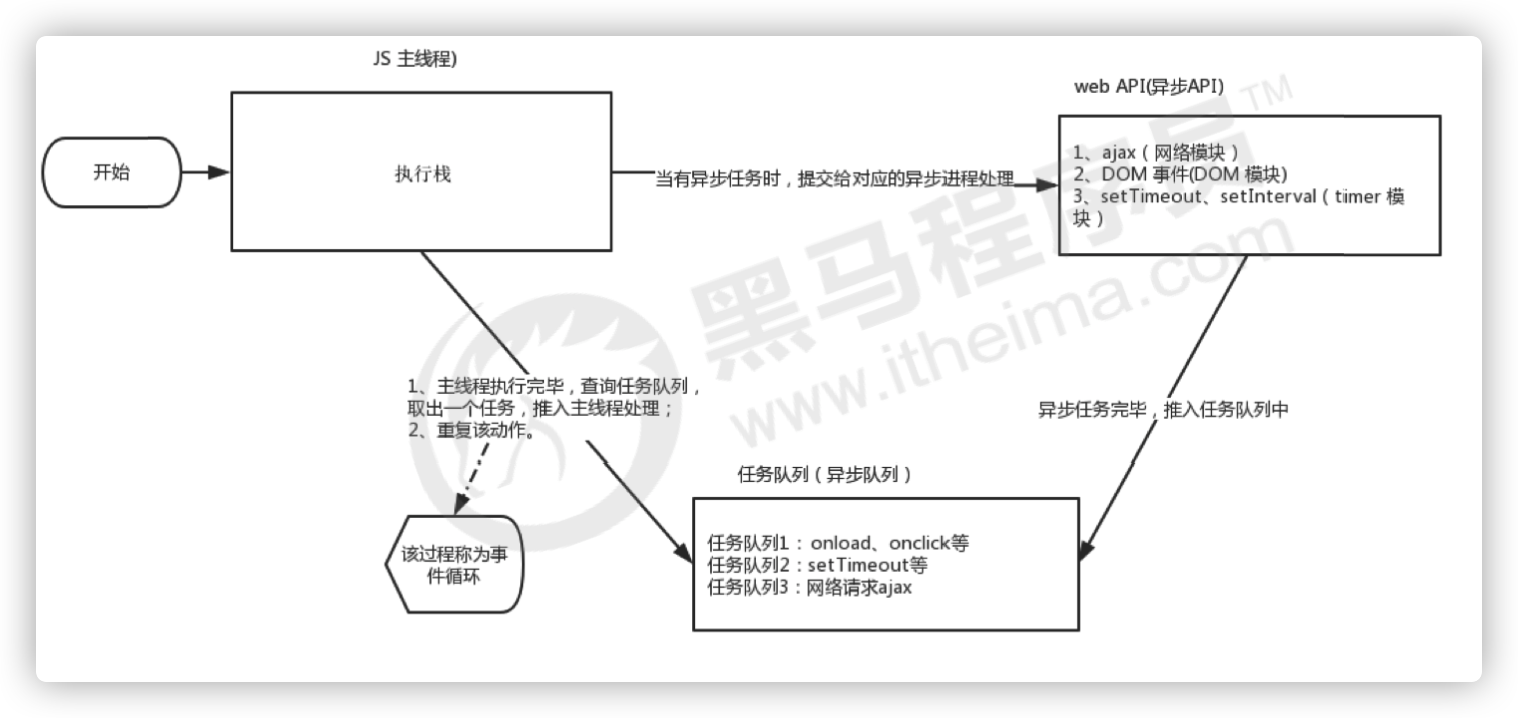 JS 主线程)
web API(异步API)
开始
执行栈
当有异步任务时，提交给对应的异步进程处理
1、ajax（网络模块）
2、DOM 事件(DOM 模块)
3、setTimeout、setInterval（timer 模
块）
黑马程序员TM
www.itheima.com
1、主线程执行完毕，查询任务队列，
取出一个任务，推入主线程处理；
2、重复该动作。
异步任务完毕，推入任务队列中
任务队列（异步队列）
任务队列1：onload、onclick等
任务队列2：setTimeout等
任务队列3：网络请求ajax
该过程称为事
件循环